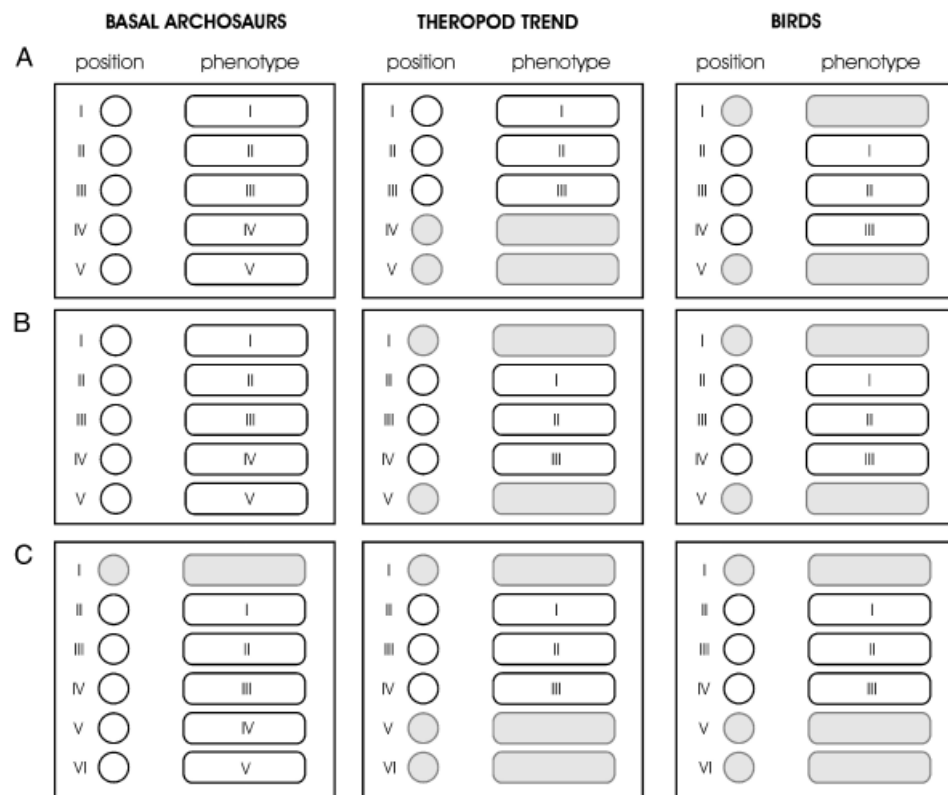 BASAL ARCHOSAURS THEROPOD TREND BIRDS
A position phenotype position phenotype position phenotype
I I I I I
II II II II II I
III III III III III II
IV IV IV IV III
V V V V
B
I I I I
II II III I II I
III III IIII II III II
IV IV IV III IV III
V V V V
C
I I I
II I III I II I
III II IIII II III II
IV III IV III IV III
V IV V V
VI V VI VI